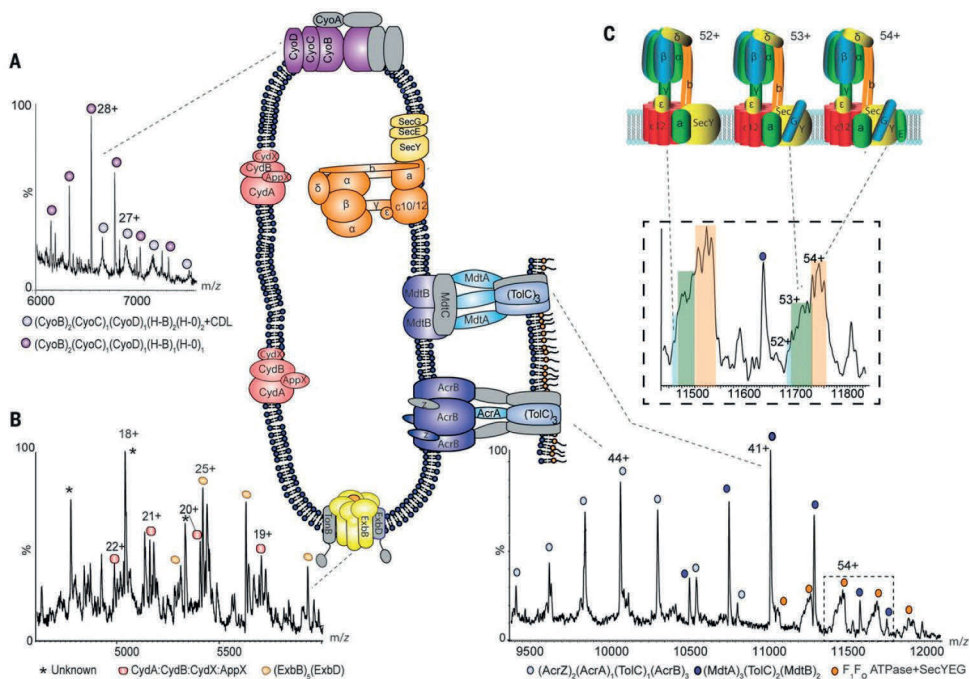 A
100
%
0
6000
7000
m/z
28+
27+
(CyoB)₂(CyoC)₁(CyoD)₁(H-B)₂(H-0)₂+CDL
(CyoB)₂(CyoC)₁(CyoD)₁(H-B)₁(H-0)₁
CyoA
CyoD
CyoC
CyoB
SecG
SecE
SecY
CydX
CydB
AppX
CydA
δ
α
b
a
β
γ
ε
c10/12
α
MdtB
MdtC
MdtB
MdtA
MdtA
(TolC)₃
CydX
CydB
AppX
CydA
AcrB
z
AcrB
z
AcrB
AcrA
(TolC)₃
TonB
ExbB
ExbD
B
100
%
0
5000
5500
m/z
*
18+
*
22+
21+
20+
*
25+
19+
* Unknown
CydA:CydB:CydX:AppX
(ExbB)₅(ExbD)
C
52+
53+
54+
δ
β
α
γ
b
ε
c12
a
SecY
δ
β
α
γ
b
ε
c12
a
Sec
G
Y
δ
β
α
γ
b
ε
c12
a
Sec
G
Y
E
52+
53+
54+
11500
11600
11700
11800
100
%
0
44+
41+
54+
9500
10000
10500
11000
11500
12000
m/z
(AcrZ)₂(AcrA)₁(TolC)₁(AcrB)₃
(MdtA)₃(TolC)₂(MdtB)₂
F₁F₀ ATPase+SecYEG